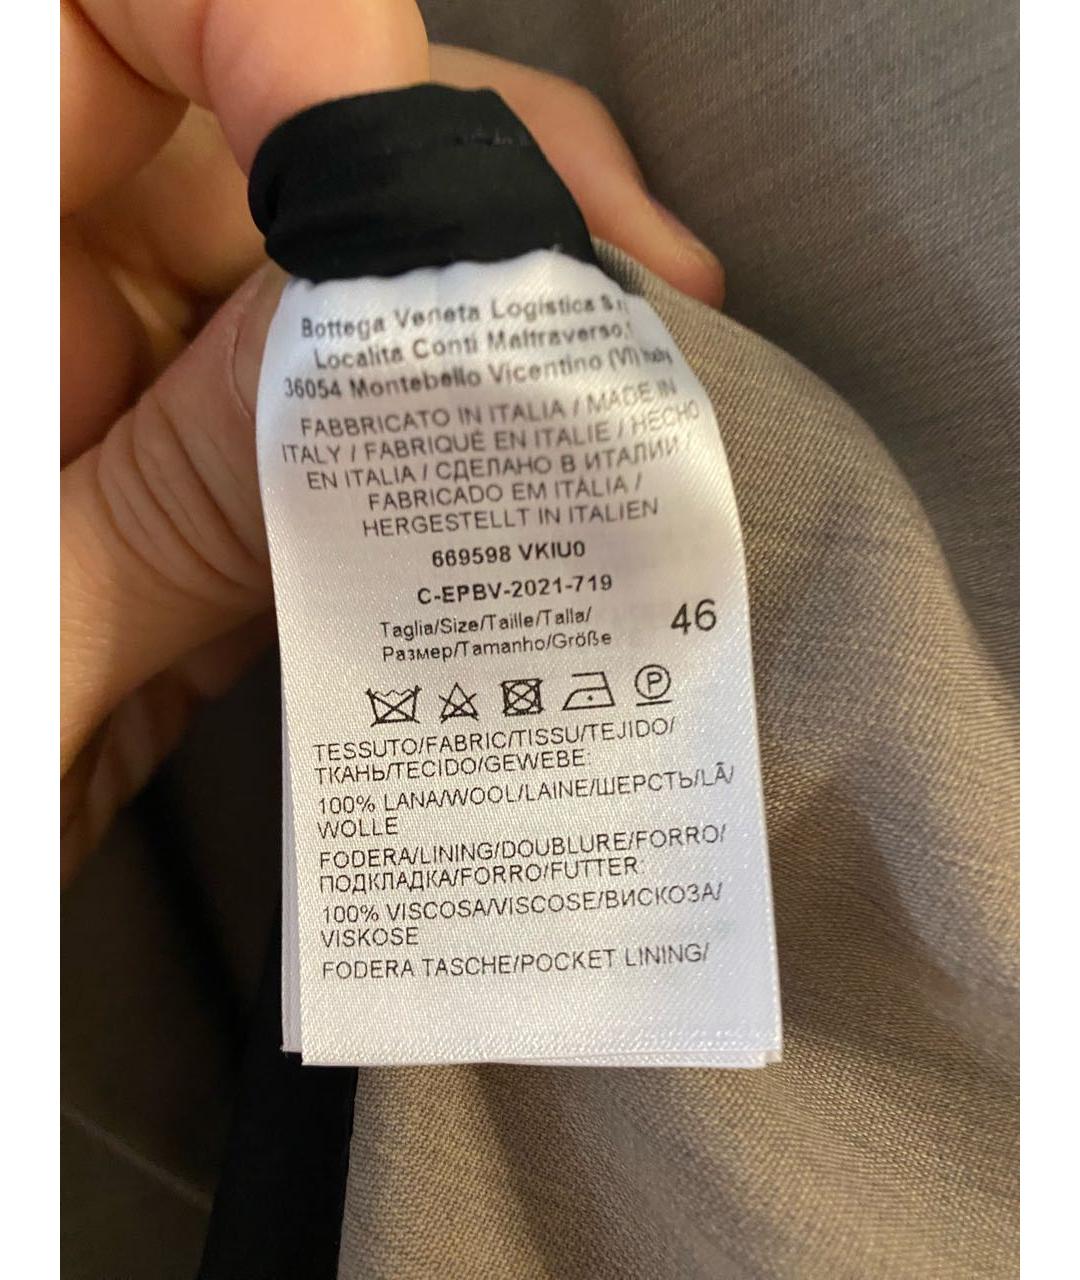 Bottega Veneta Logistica S.r
Localita Conti Maltraverso,1
36054 Montebello Vicentino (VI) Italy
FABBRICATO IN ITALIA / MADE IN
ITALY / FABRIQUÉ EN ITALIE / HECHO
EN ITALIA / СДЕЛАНО В ИТАЛИИ /
FABRICADO EM ITÁLIA /
HERGESTELLT IN ITALIEN
669598 VKIU0
C-EPBV-2021-719
Taglia/Size/Taille/Talla/
Размер/Tamanho/Größe 46
P
TESSUTO/FABRIC/TISSU/TEJIDO/
ТКАНЬ/TECIDO/GEWEBE:
100% LANA/WOOL/LAINE/ШЕРСТЬ/LÃ/
WOLLE
FODERA/LINING/DOUBLURE/FORRO/
ПОДКЛАДКА/FORRO/FUTTER
100% VISCOSA/VISCOSE/ВИСКОЗА/
VISKOSE
FODERA TASCHE/POCKET LINING/